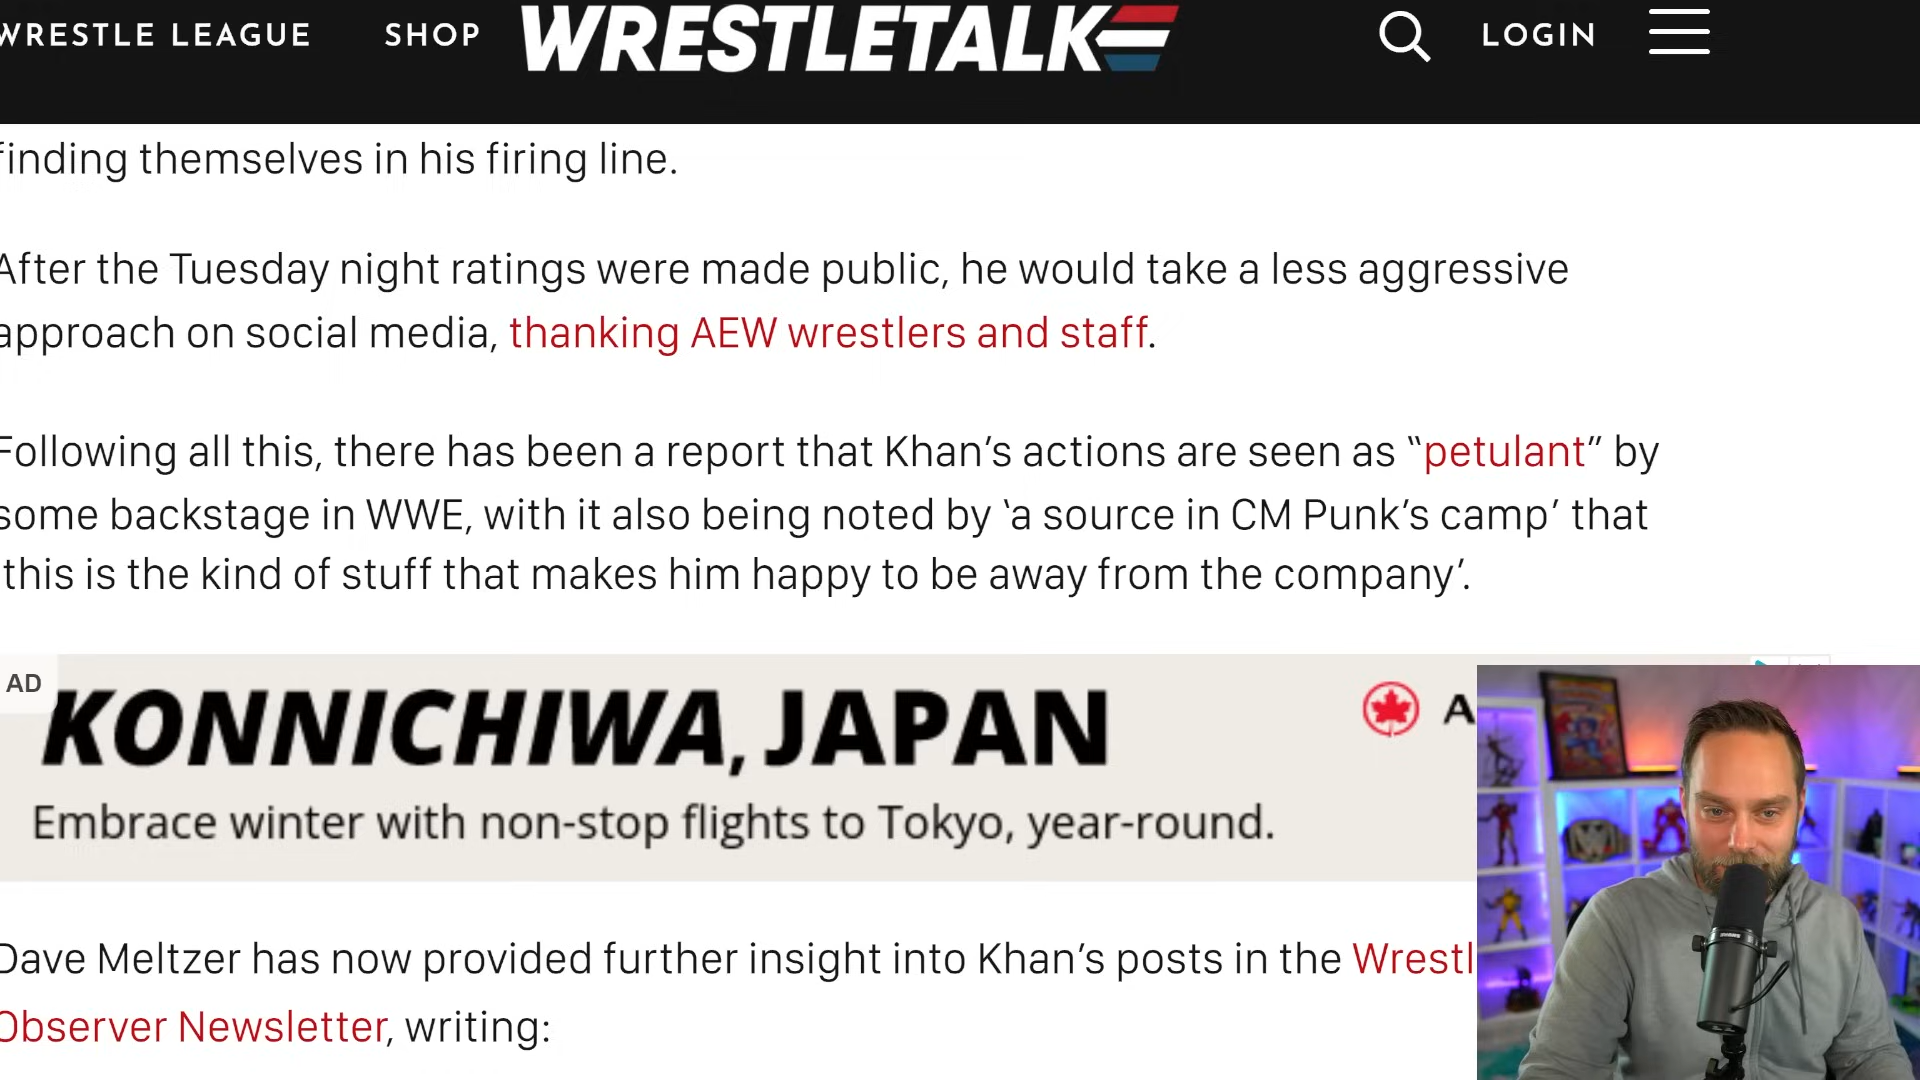 WRESTLE LEAGUE SHOP WRESTLETALK LOGIN
finding themselves in his firing line.
After the Tuesday night ratings were made public, he would take a less aggressive
approach on social media, thanking AEW wrestlers and staff.
Following all this, there has been a report that Khan’s actions are seen as “petulant” by
some backstage in WWE, with it also being noted by ‘a source in CM Punk’s camp’ that
‘this is the kind of stuff that makes him happy to be away from the company’.
AD
KONNICHIWA, JAPAN
A
Embrace winter with non-stop flights to Tokyo, year-round.
Dave Meltzer has now provided further insight into Khan’s posts in the Wrestl
Observer Newsletter, writing: